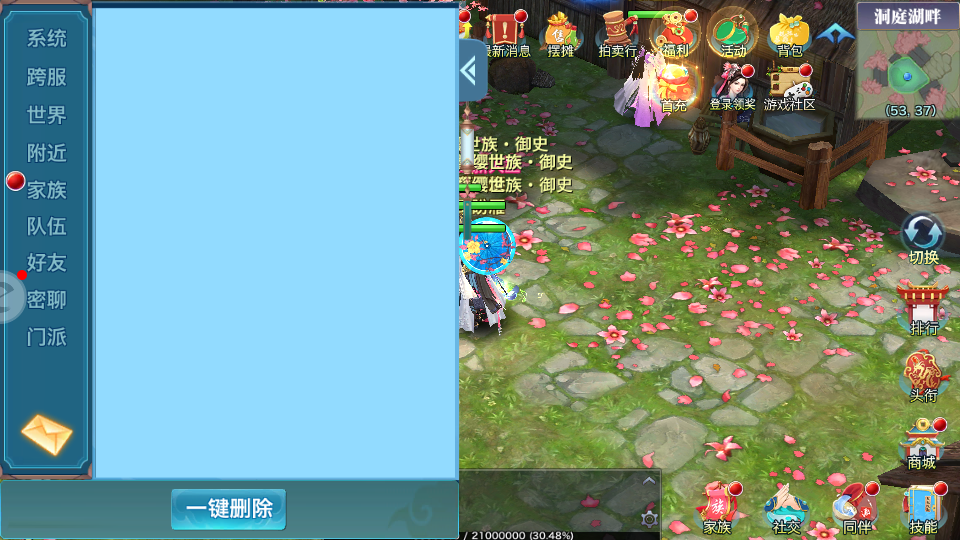 系统
跨服
世界
附近
家族
队伍
好友
密聊
门派
一键删除
最新消息
摆摊
拍卖行
福利
活动
背包
首充
登录领奖
游戏社区
洞庭湖畔
(53, 37)
世族·御史
缨世族·御史
世族·御史
切换
排行
头衔
商城
家族
社交
同伴
技能
/ 21000000 (30.48%)